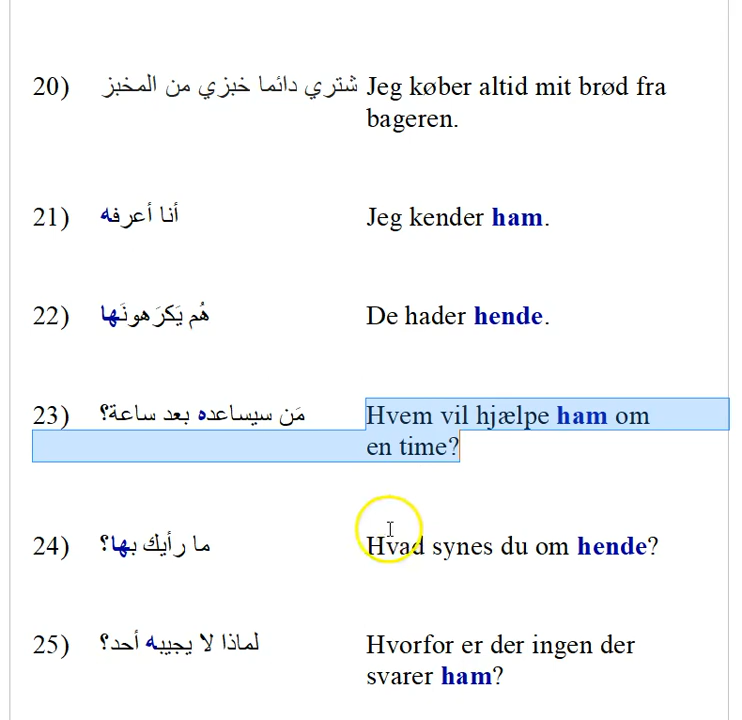 20) شتري دائما خبزي من المخبز Jeg køber altid mit brød fra
bageren.
21) أنا أعرفه Jeg kender ham.
22) هُم يَكرَهونَها De hader hende.
23) مَن سيساعده بعد ساعة؟ Hvem vil hjælpe ham om
en time?
24) ما رأيك بها؟ Hvad synes du om hende?
25) لماذا لا يجيبه أحد؟ Hvorfor er der ingen der
svarer ham?